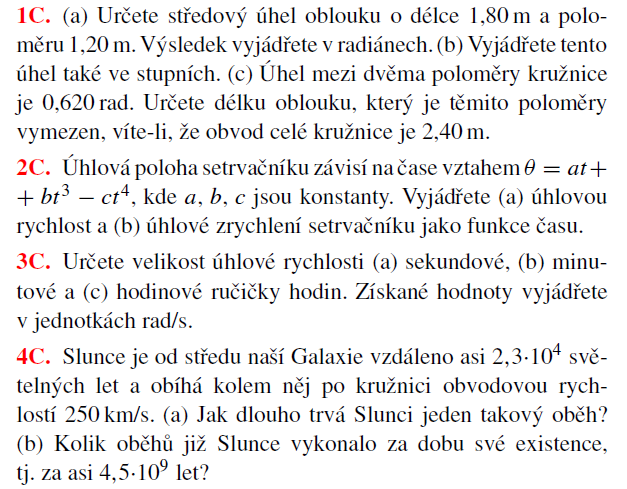 1C. (a) Určete středový úhel oblouku o délce 1,80 m a polo-
měru 1,20 m. Výsledek vyjádřete v radiánech. (b) Vyjádřete tento
úhel také ve stupních. (c) Úhel mezi dvěma poloměry kružnice
je 0,620 rad. Určete délku oblouku, který je těmito poloměry
vymezen, víte-li, že obvod celé kružnice je 2,40 m.
2C. Úhlová poloha setrvačníku závisí na čase vztahem θ = at +
+ bt³ − ct⁴, kde a, b, c jsou konstanty. Vyjádřete (a) úhlovou
rychlost a (b) úhlové zrychlení setrvačníku jako funkce času.
3C. Určete velikost úhlové rychlosti (a) sekundové, (b) minu-
tové a (c) hodinové ručičky hodin. Získané hodnoty vyjádřete
v jednotkách rad/s.
4C. Slunce je od středu naší Galaxie vzdáleno asi 2,3·10⁴ svě-
telných let a obíhá kolem něj po kružnici obvodovou rych-
lostí 250 km/s. (a) Jak dlouho trvá Slunci jeden takový oběh?
(b) Kolik oběhů již Slunce vykonalo za dobu své existence,
tj. za asi 4,5·10⁹ let?